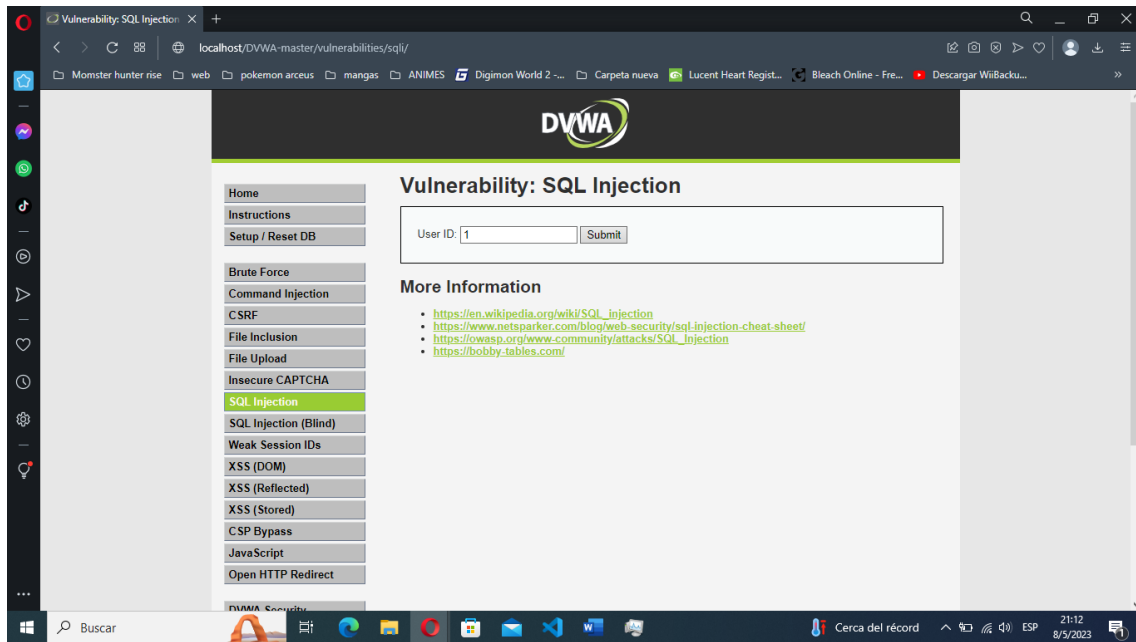 Vulnerability: SQL Injection
localhost/DVWA-master/vulnerabilities/sqli/
Momster hunter rise web pokemon arceus mangas ANIMES Digimon World 2 -... Carpeta nueva Lucent Heart Regist... Bleach Online - Fre... Descargar WiiBacku... »
DVWA
Home
Instructions
Setup / Reset DB
Brute Force
Command Injection
CSRF
File Inclusion
File Upload
Insecure CAPTCHA
SQL Injection
SQL Injection (Blind)
Weak Session IDs
XSS (DOM)
XSS (Reflected)
XSS (Stored)
CSP Bypass
JavaScript
Open HTTP Redirect
DVWA Security
Vulnerability: SQL Injection
User ID: 1 Submit
More Information
https://en.wikipedia.org/wiki/SQL_injection
https://www.netsparker.com/blog/web-security/sql-injection-cheat-sheet/
https://owasp.org/www-community/attacks/SQL_Injection
https://bobby-tables.com/
Buscar
Cerca del récord
ESP
21:12
8/5/2023